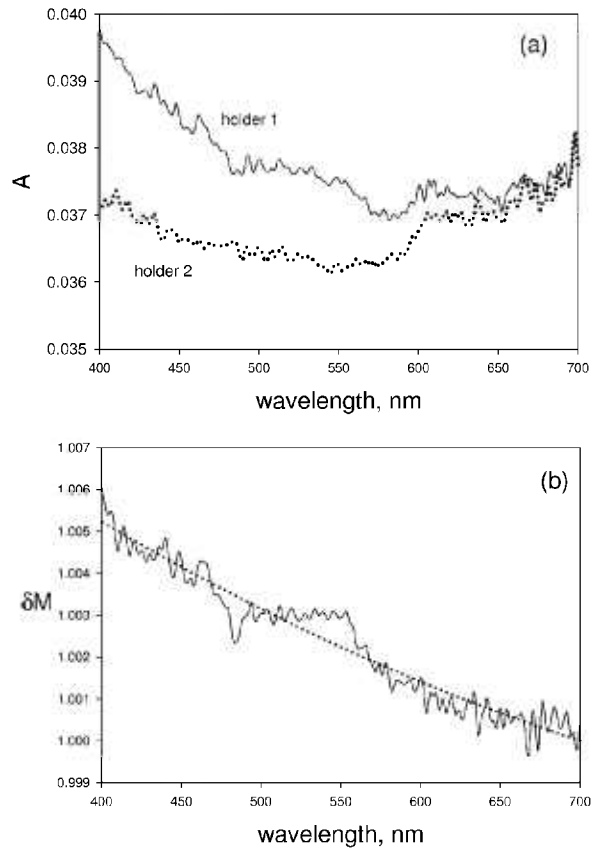 0.040
(a)
0.039
holder 1
0.038
A
0.037
0.036
holder 2
0.035
400 450 500 550 600 650 700
wavelength, nm
1.007
(b)
1.006
1.005
1.004
δM
1.003
1.002
1.001
1.000
0.999
400 450 500 550 600 650 700
wavelength, nm